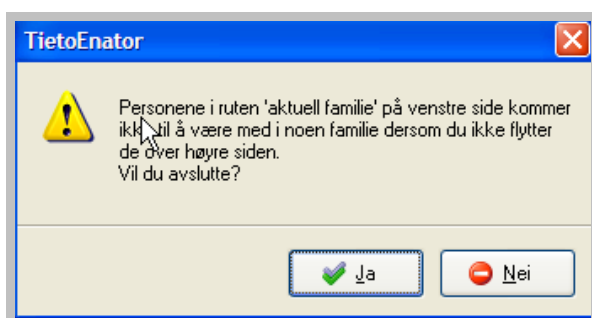 TietoEnator
Personene i ruten 'aktuell familie' på venstre side kommer
ikke til å være med i noen familie dersom du ikke flytter
de over høyre siden.
Vil du avslutte?
Ja
Nei